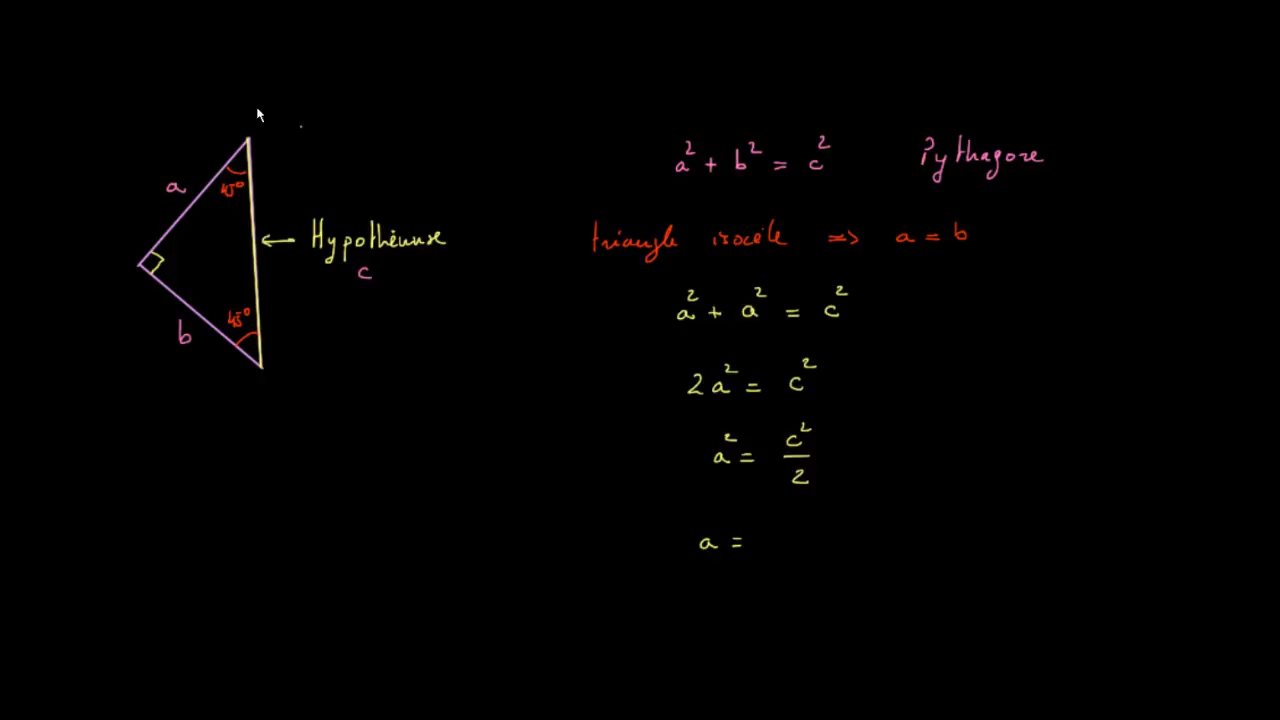 a² + b² = c² Pythagore
a
45°
triangle isocèle => a = b
← Hypothénuse
c
a² + a² = c²
45°
b
2a² = c²
a² = c²/2
a =